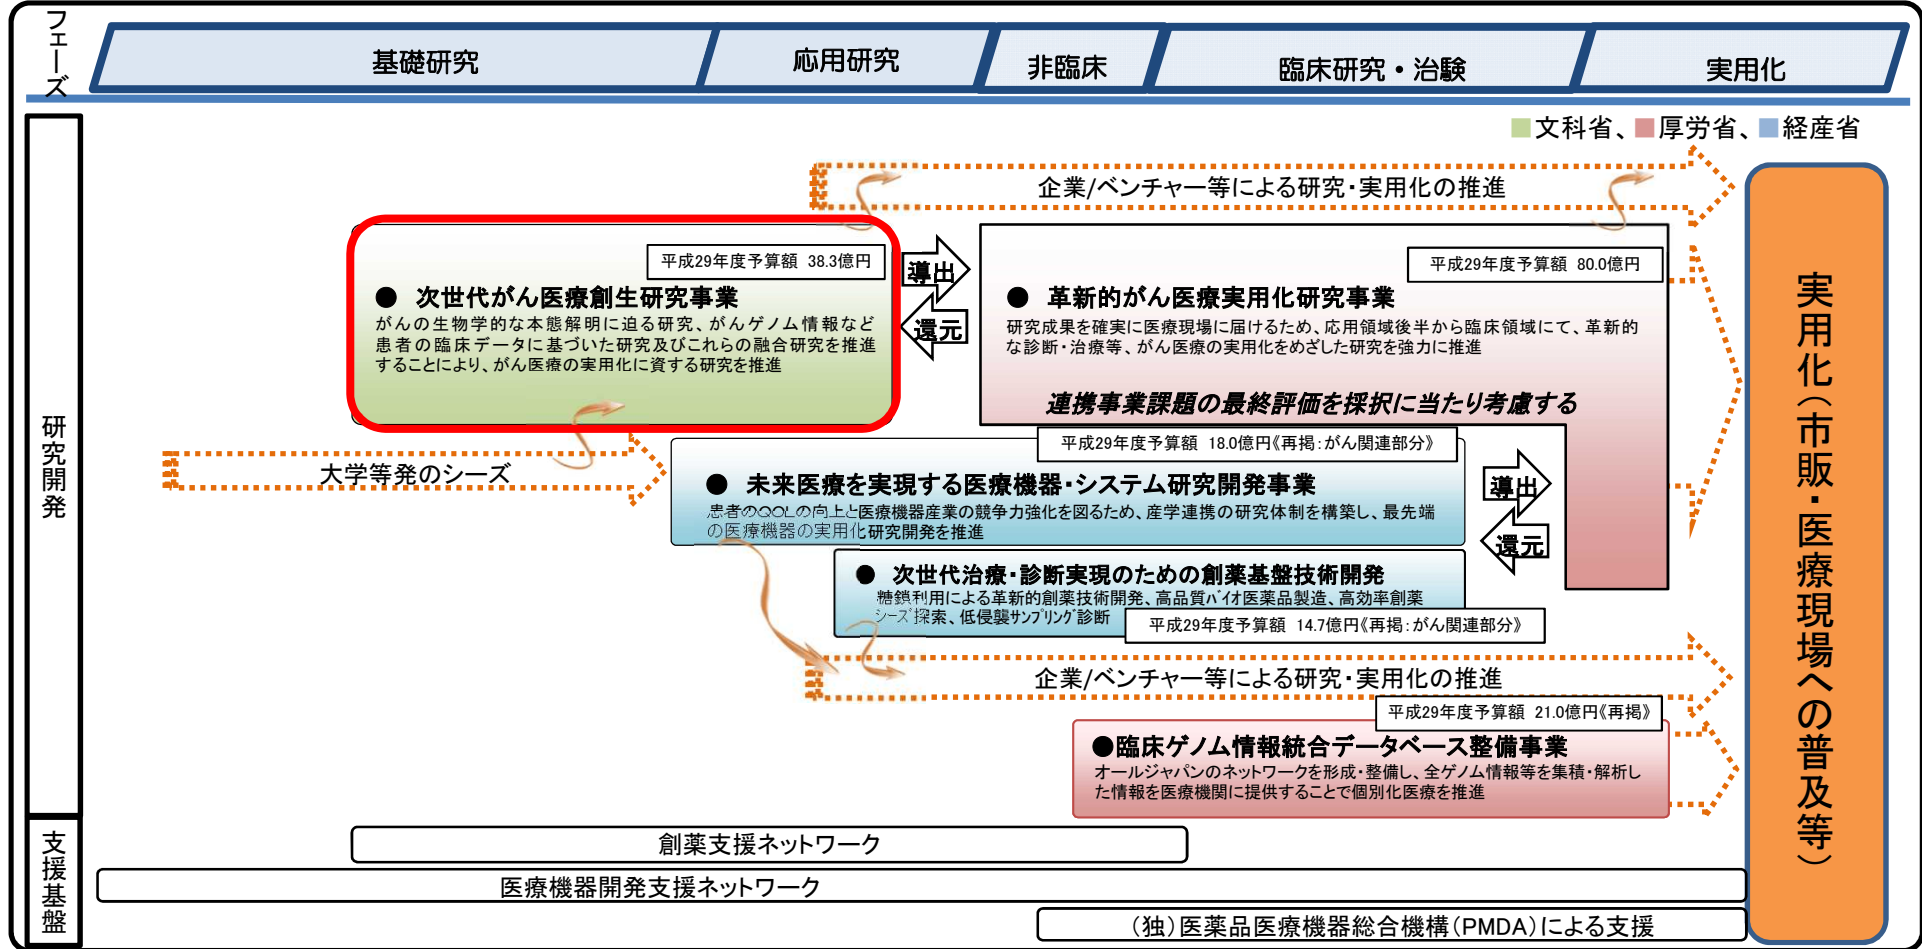 フェーズ
基礎研究
応用研究
非臨床
臨床研究・治験
実用化
■文科省、■厚労省、■経産省
企業/ベンチャー等による研究・実用化の推進
平成29年度予算額 38.3億円
● 次世代がん医療創生研究事業
がんの生物学的な本態解明に迫る研究、がんゲノム情報など
患者の臨床データに基づいた研究及びこれらの融合研究を推進
することにより、がん医療の実用化に資する研究を推進
導出
還元
平成29年度予算額 80.0億円
● 革新的がん医療実用化研究事業
研究成果を確実に医療現場に届けるため、応用領域後半から臨床領域にて、革新的
な診断・治療等、がん医療の実用化をめざした研究を強力に推進
連携事業課題の最終評価を採択に当たり考慮する
研究開発
大学等発のシーズ
平成29年度予算額 18.0億円《再掲：がん関連部分》
● 未来医療を実現する医療機器・システム研究開発事業
患者のQOLの向上と医療機器産業の競争力強化を図るため、産学連携の研究体制を構築し、最先端
の医療機器の実用化研究開発を推進
導出
還元
● 次世代治療・診断実現のための創薬基盤技術開発
糖鎖利用による革新的創薬技術開発、高品質バイオ医薬品製造、高効率創薬
シーズ探索、低侵襲サンプリング診断
平成29年度予算額 14.7億円《再掲：がん関連部分》
企業/ベンチャー等による研究・実用化の推進
平成29年度予算額 21.0億円《再掲》
●臨床ゲノム情報統合データベース整備事業
オールジャパンのネットワークを形成・整備し、全ゲノム情報等を集積・解析し
た情報を医療機関に提供することで個別化医療を推進
実用化（市販・医療現場への普及等）
支援基盤
創薬支援ネットワーク
医療機器開発支援ネットワーク
（独）医薬品医療機器総合機構（PMDA）による支援